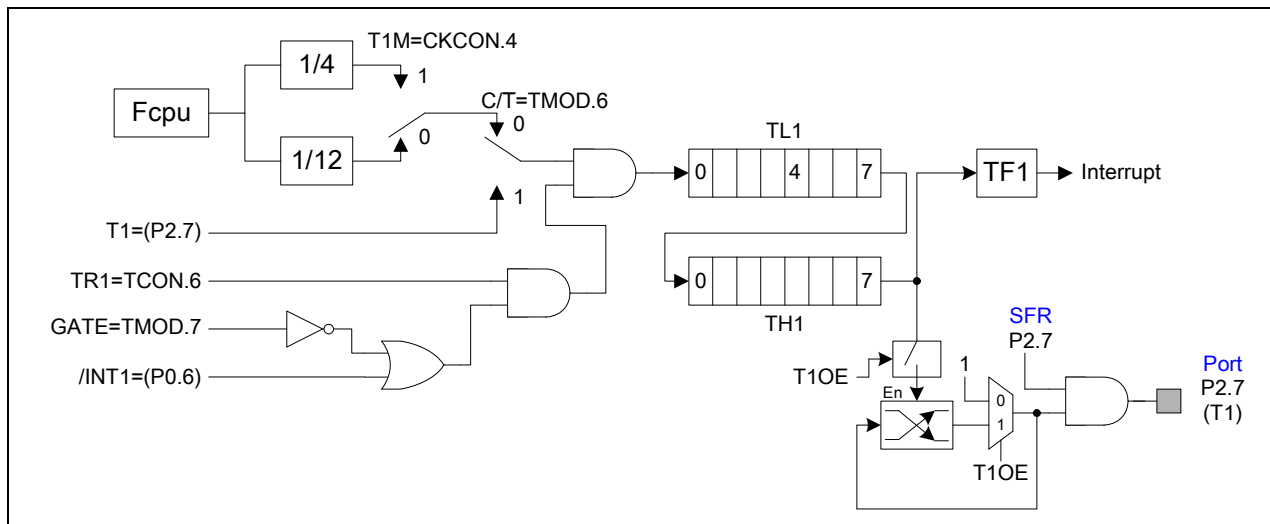 T1M=CKCON.4
1/4
1
Fcpu
C/T=TMOD.6
0
0
1/12
TL1
0 4 7
TF1
Interrupt
1
T1=(P2.7)
TR1=TCON.6
0 7
TH1
GATE=TMOD.7
/INT1=(P0.6)
SFR
P2.7
Port
P2.7
(T1)
T1OE
1
En
0
1
T1OE